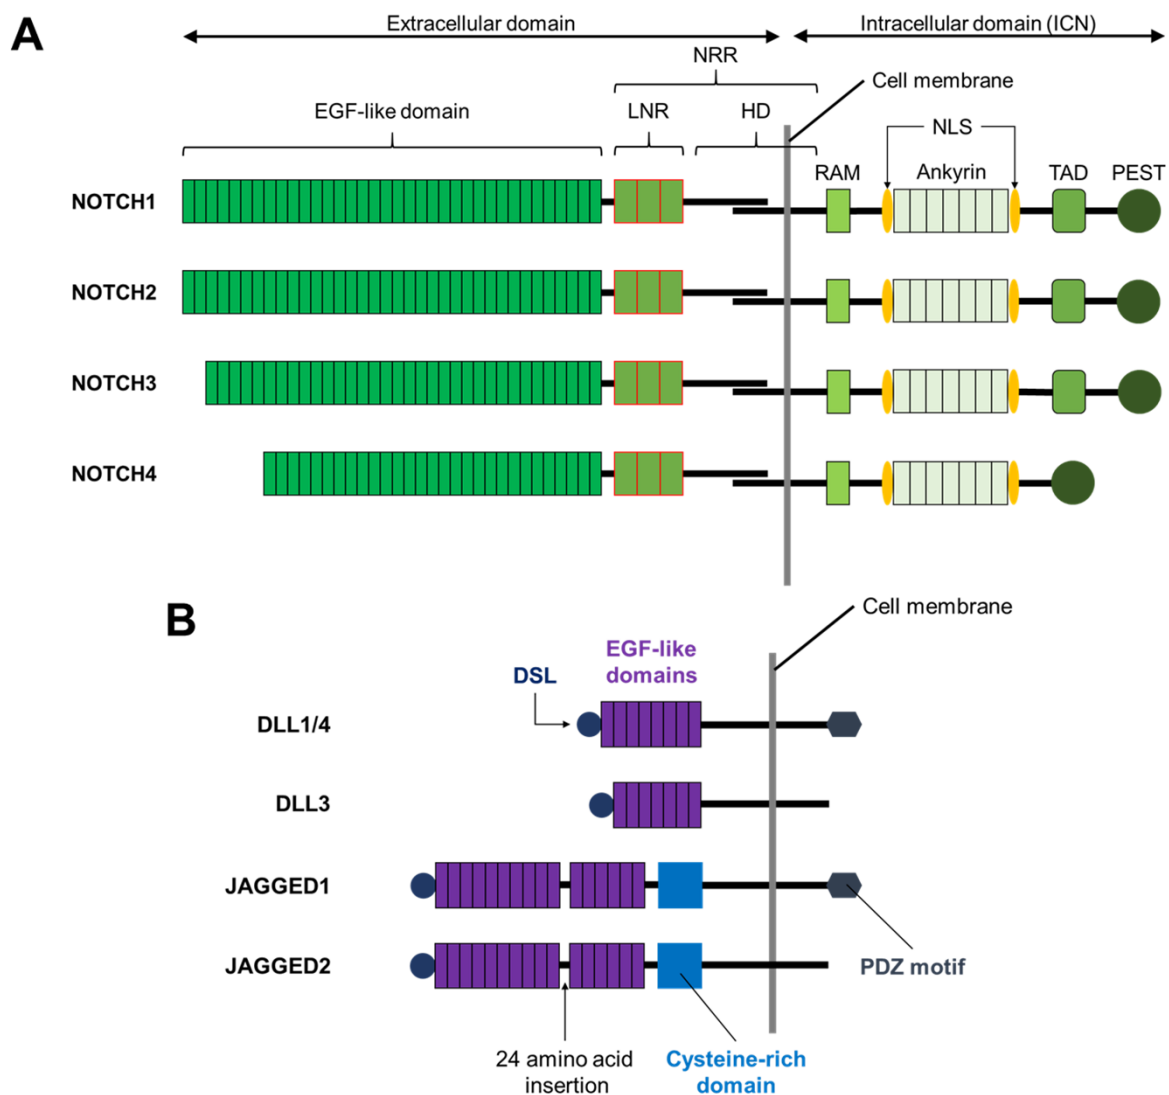 A
Extracellular domain
Intracellular domain (ICN)
NRR
Cell membrane
EGF-like domain
LNR
HD
NLS
RAM
Ankyrin
TAD
PEST
NOTCH1
NOTCH2
NOTCH3
NOTCH4
B
Cell membrane
EGF-like
domains
DSL
DLL1/4
DLL3
JAGGED1
JAGGED2
PDZ motif
24 amino acid
insertion
Cysteine-rich
domain